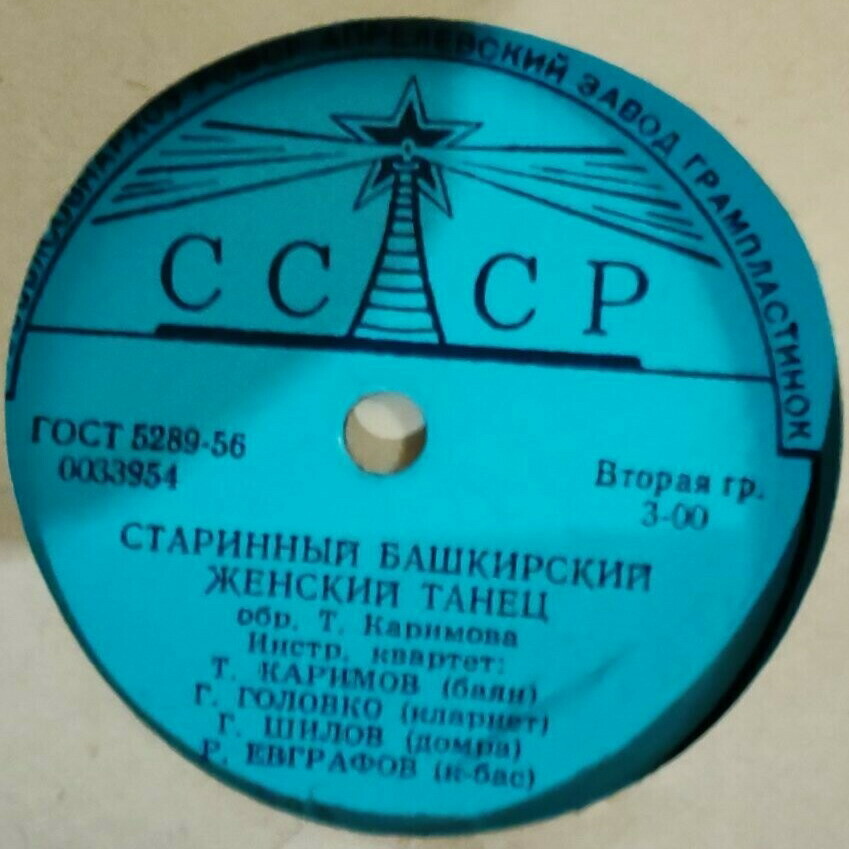 АПРЕЛЕВСКИЙ ЗАВОД ГРАМПЛАСТИНОК
СССР
ГОСТ 5289-56
0033954
Вторая гр.
3-00
СТАРИННЫЙ БАШКИРСКИЙ
ЖЕНСКИЙ ТАНЕЦ
обр. Т. Каримова
Инстр. квартет:
Т. КАРИМОВ (баян)
Г. ГОЛОВКО (кларнет)
Г. ШИЛОВ (домра)
Р. ЕВГРАФОВ (к-бас)